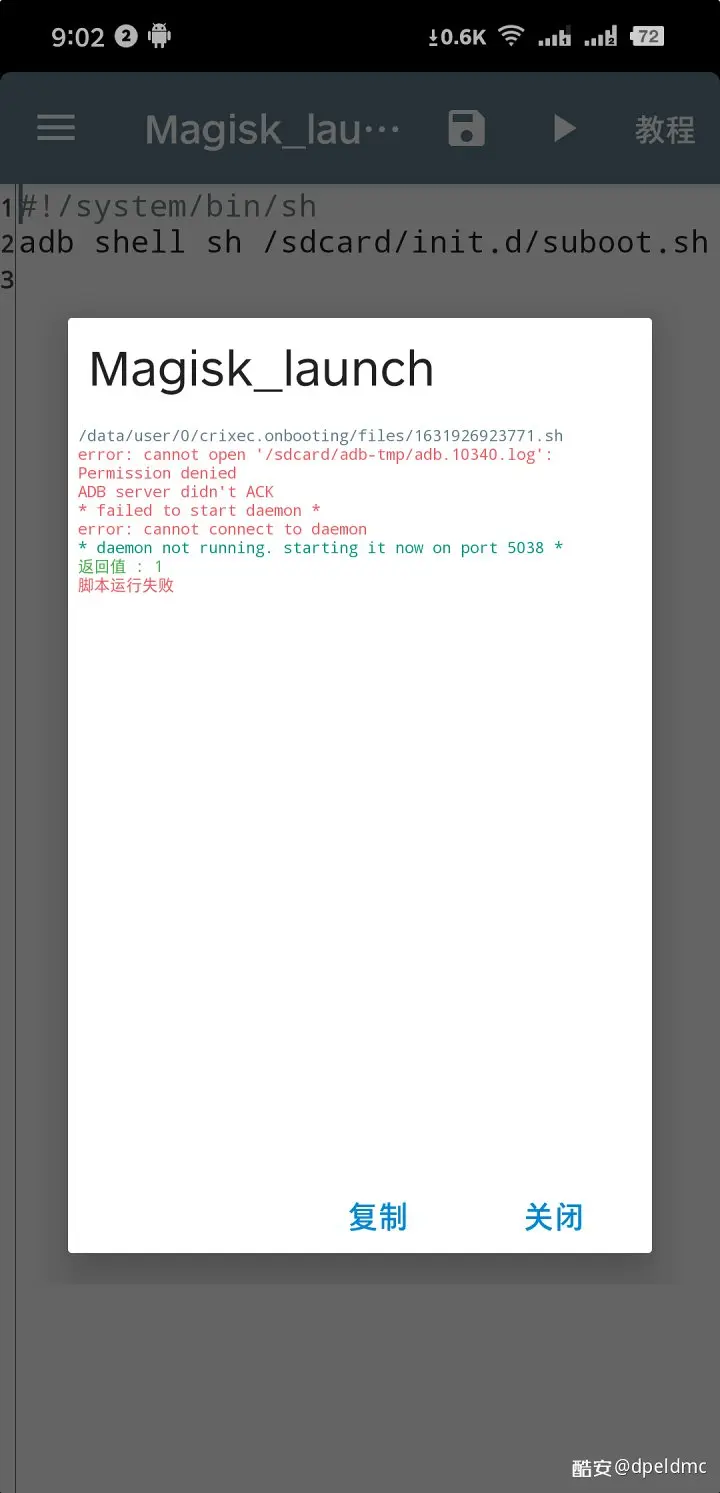 9:02 2 0.6K 1 2 72
Magisk_lau··· 教程
1 #!/system/bin/sh
2 adb shell sh /sdcard/init.d/suboot.sh
3
Magisk_launch
/data/user/0/crixec.onbooting/files/1631926923771.sh
error: cannot open '/sdcard/adb-tmp/adb.10340.log':
Permission denied
ADB server didn't ACK
* failed to start daemon *
error: cannot connect to daemon
* daemon not running. starting it now on port 5038 *
返回值 : 1
脚本运行失败
复制 关闭
酷安@dpeldmc